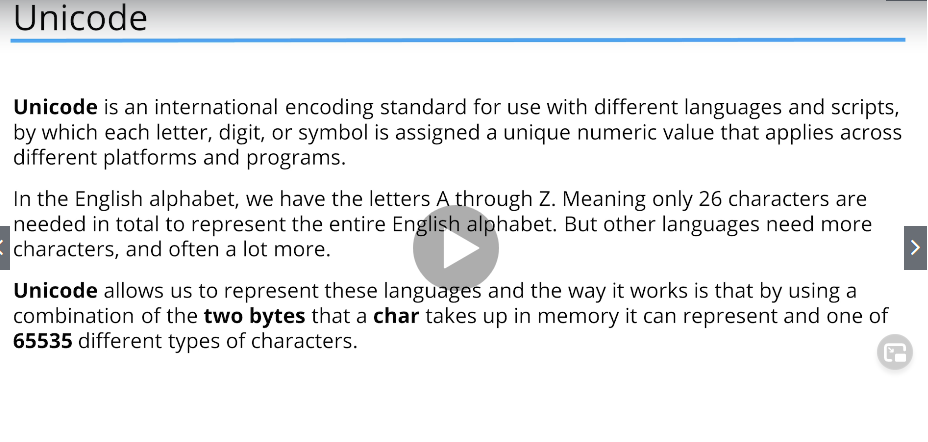 Unicode
Unicode is an international encoding standard for use with different languages and scripts,
by which each letter, digit, or symbol is assigned a unique numeric value that applies across
different platforms and programs.
In the English alphabet, we have the letters A through Z. Meaning only 26 characters are
needed in total to represent the entire English alphabet. But other languages need more
characters, and often a lot more.
Unicode allows us to represent these languages and the way it works is that by using a
combination of the two bytes that a char takes up in memory it can represent and one of
65535 different types of characters.